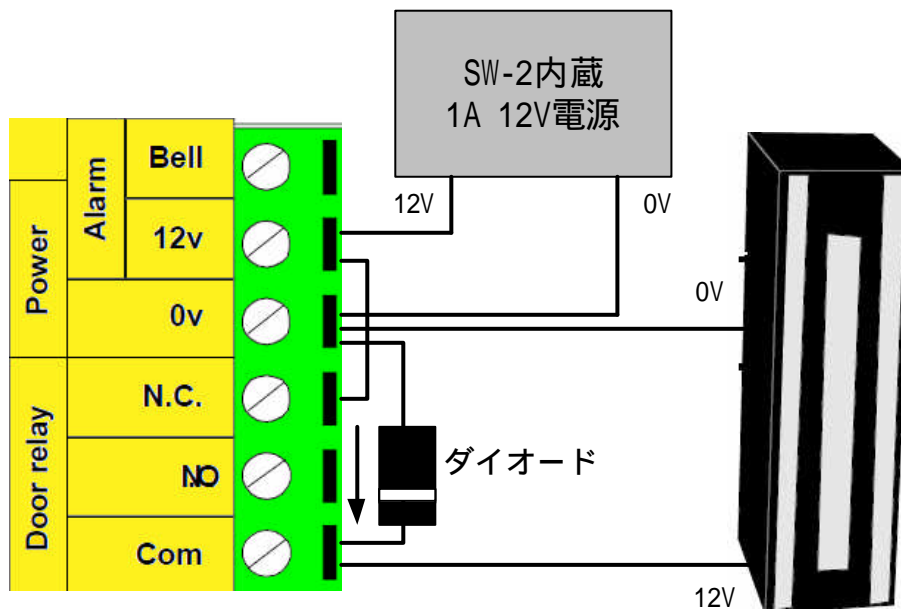 SW-2内蔵
1A 12V電源
12V
0V
Power
Alarm
Bell
12v
0v
Door relay
N.C.
N.O
Com
ダイオード
0V
12V